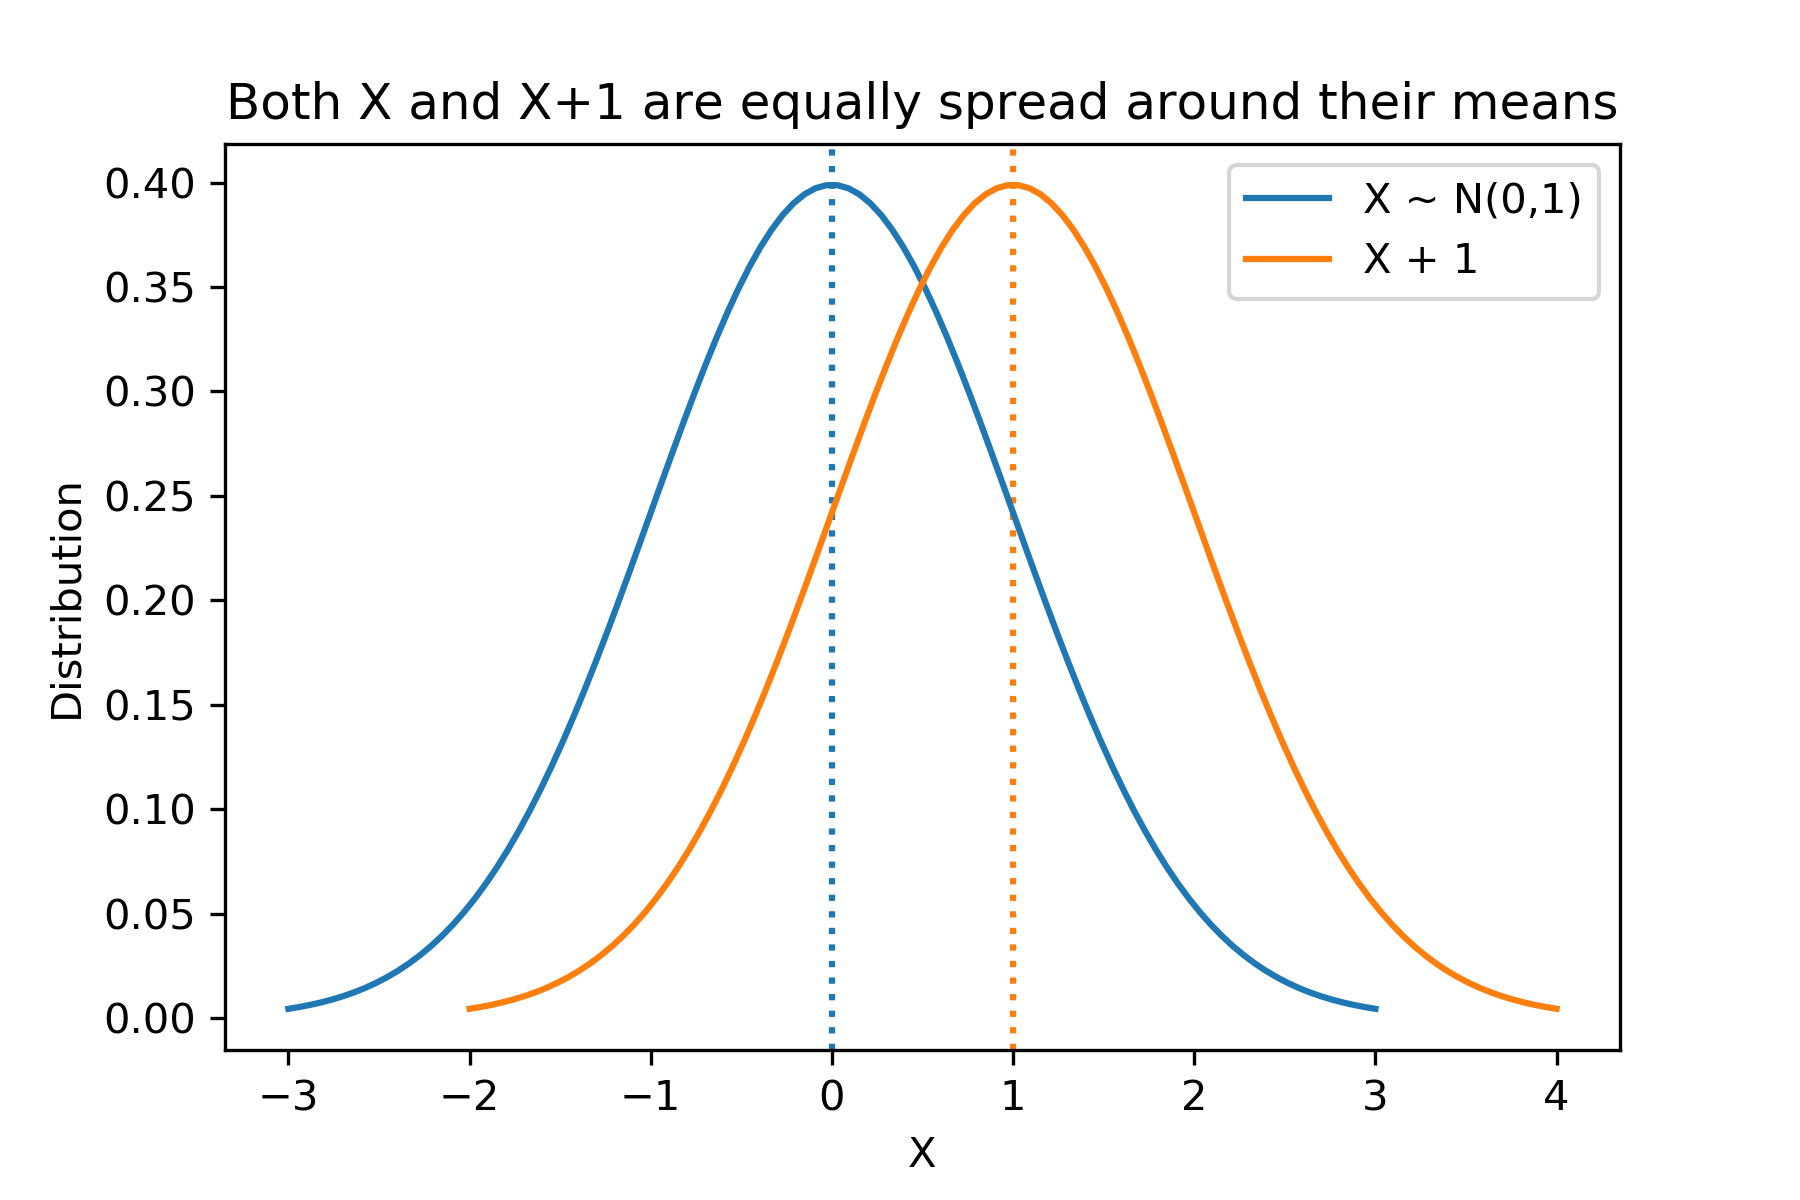 Both X and X+1 are equally spread around their means
X ~ N(0,1)
X + 1
0.40
0.35
0.30
0.25
0.20
0.15
0.10
0.05
0.00
Distribution
−3 −2 −1 0 1 2 3 4
X